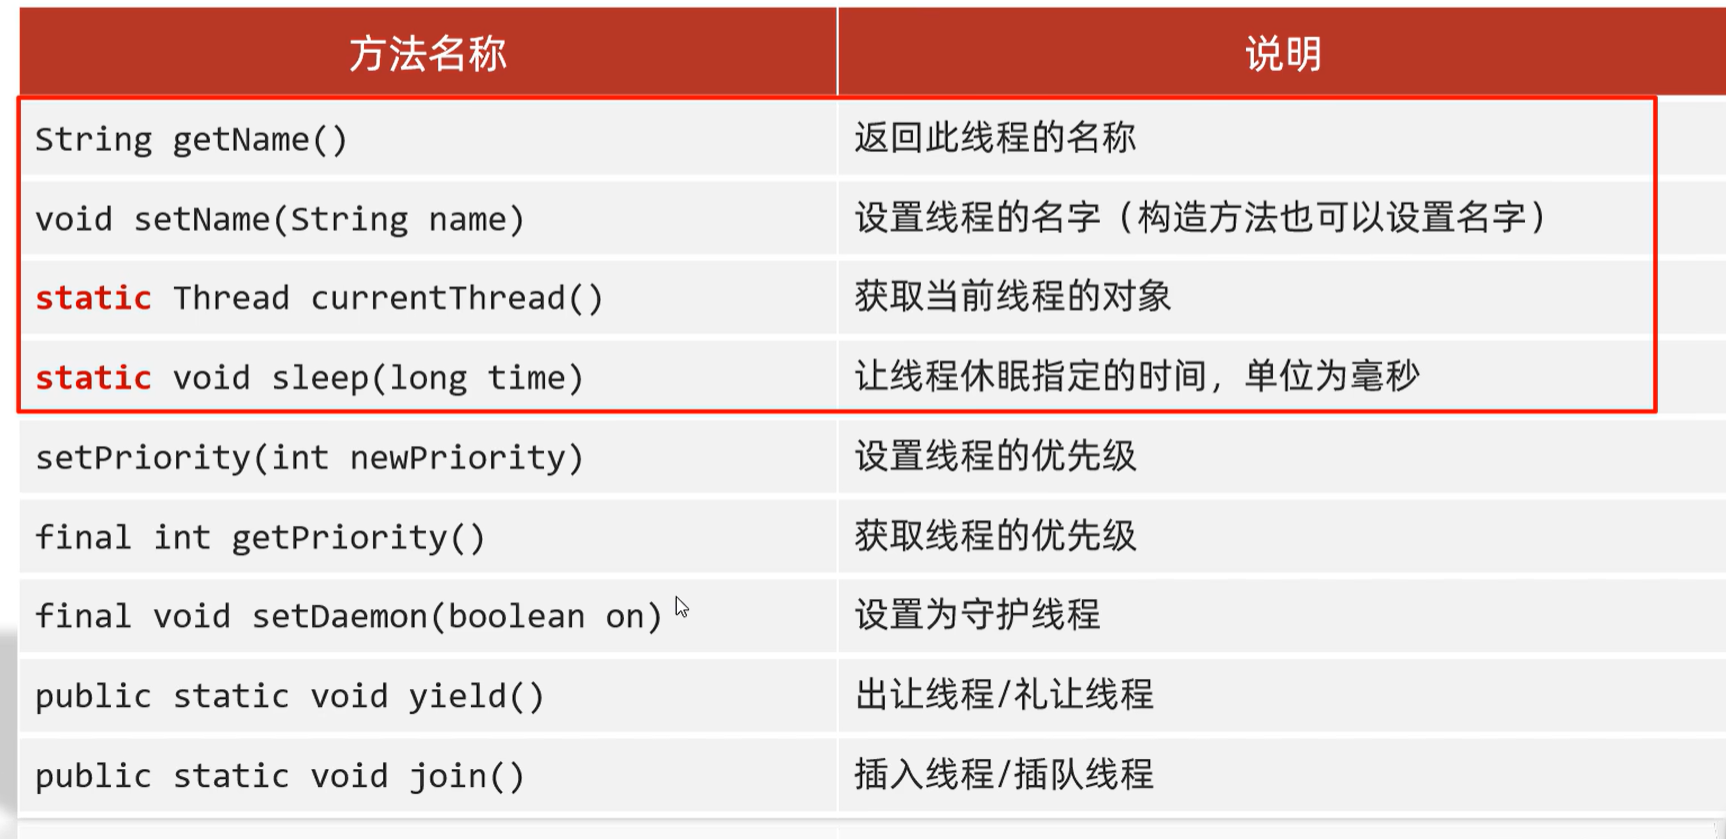 方法名称 说明
String getName() 返回此线程的名称
void setName(String name) 设置线程的名字（构造方法也可以设置名字）
static Thread currentThread() 获取当前线程的对象
static void sleep(long time) 让线程休眠指定的时间，单位为毫秒
setPriority(int newPriority) 设置线程的优先级
final int getPriority() 获取线程的优先级
final void setDaemon(boolean on) 设置为守护线程
public static void yield() 出让线程/礼让线程
public static void join() 插入线程/插队线程